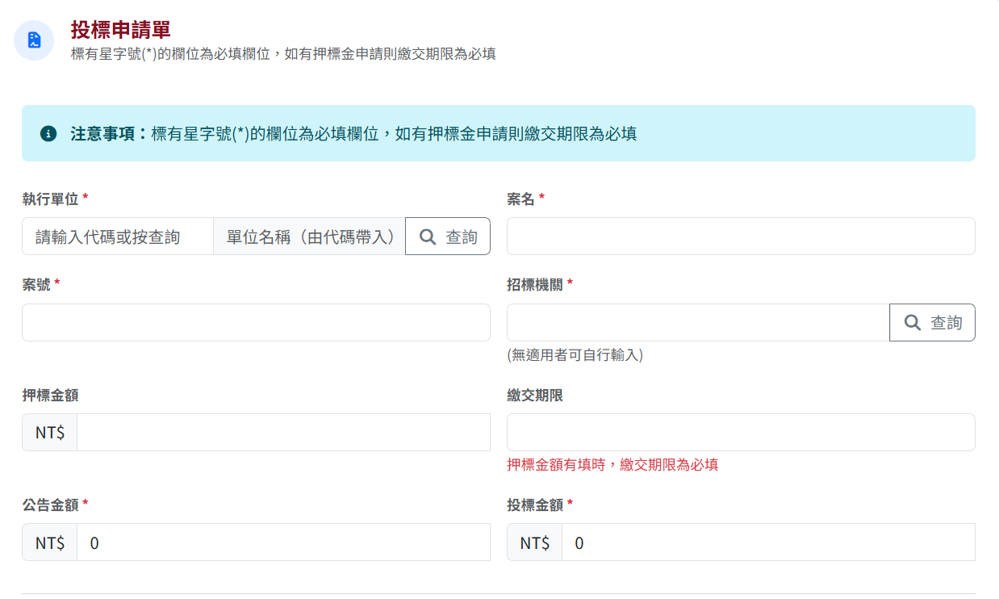 投標申請單
標有星字號(*)的欄位為必填欄位，如有押標金申請則繳交期限為必填
注意事項：標有星字號(*)的欄位為必填欄位，如有押標金申請則繳交期限為必填
執行單位 *
案名 *
請輸入代碼或按查詢 單位名稱（由代碼帶入） 查詢
案號 *
招標機關 *
查詢
(無適用者可自行輸入)
押標金額
繳交期限
NT$
押標金額有填時，繳交期限為必填
公告金額 *
投標金額 *
NT$ 0
NT$ 0